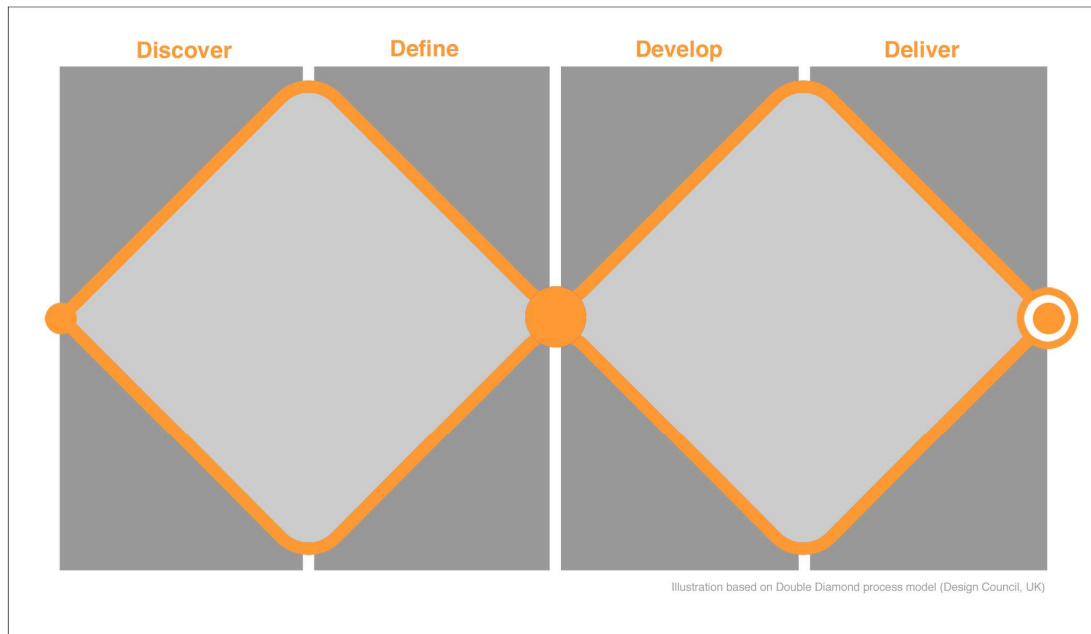 Discover
Define
Develop
Deliver
Illustration based on Double Diamond process model (Design Council, UK)